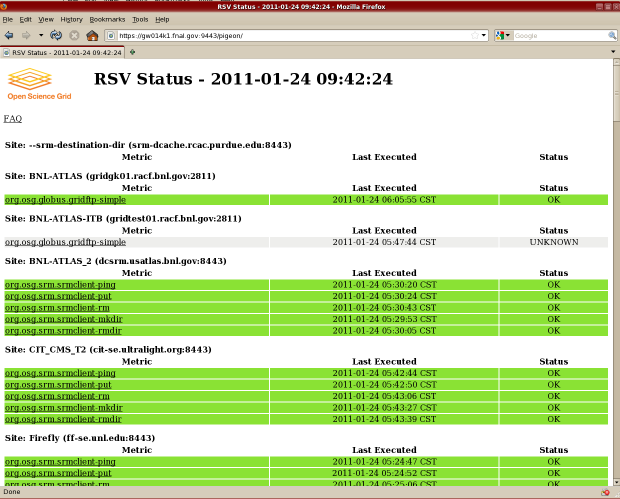 RSV Status - 2011-01-24 09:42:24 - Mozilla Firefox
File Edit View History Bookmarks Tools Help
https://gw014k1.fnal.gov:9443/pigeon/
Google
RSV Status - 2011-01-24 09:42:24
RSV Status - 2011-01-24 09:42:24
Open Science Grid
FAQ
Site: --srm-destination-dir (srm-dcache.rcac.purdue.edu:8443)
Metric Last Executed Status
Site: BNL-ATLAS (gridgk01.racf.bnl.gov:2811)
Metric Last Executed Status
org.osg.globus.gridftp-simple 2011-01-24 06:05:55 CST OK
Site: BNL-ATLAS-ITB (gridtest01.racf.bnl.gov:2811)
Metric Last Executed Status
org.osg.globus.gridftp-simple 2011-01-24 05:47:44 CST UNKNOWN
Site: BNL-ATLAS_2 (dcsrm.usatlas.bnl.gov:8443)
Metric Last Executed Status
org.osg.srm.srmclient-ping 2011-01-24 05:30:20 CST OK
org.osg.srm.srmclient-put 2011-01-24 05:30:24 CST OK
org.osg.srm.srmclient-rm 2011-01-24 05:30:43 CST OK
org.osg.srm.srmclient-mkdir 2011-01-24 05:29:53 CST OK
org.osg.srm.srmclient-rmdir 2011-01-24 05:30:05 CST OK
Site: CIT_CMS_T2 (cit-se.ultralight.org:8443)
Metric Last Executed Status
org.osg.srm.srmclient-ping 2011-01-24 05:42:44 CST OK
org.osg.srm.srmclient-put 2011-01-24 05:42:50 CST OK
org.osg.srm.srmclient-rm 2011-01-24 05:43:06 CST OK
org.osg.srm.srmclient-mkdir 2011-01-24 05:43:27 CST OK
org.osg.srm.srmclient-rmdir 2011-01-24 05:43:39 CST OK
Site: Firefly (ff-se.unl.edu:8443)
Metric Last Executed Status
org.osg.srm.srmclient-ping 2011-01-24 05:24:47 CST OK
org.osg.srm.srmclient-put 2011-01-24 05:24:52 CST OK
org.osg.srm.srmclient-rm 2011-01-24 05:25:06 CST OK
Done